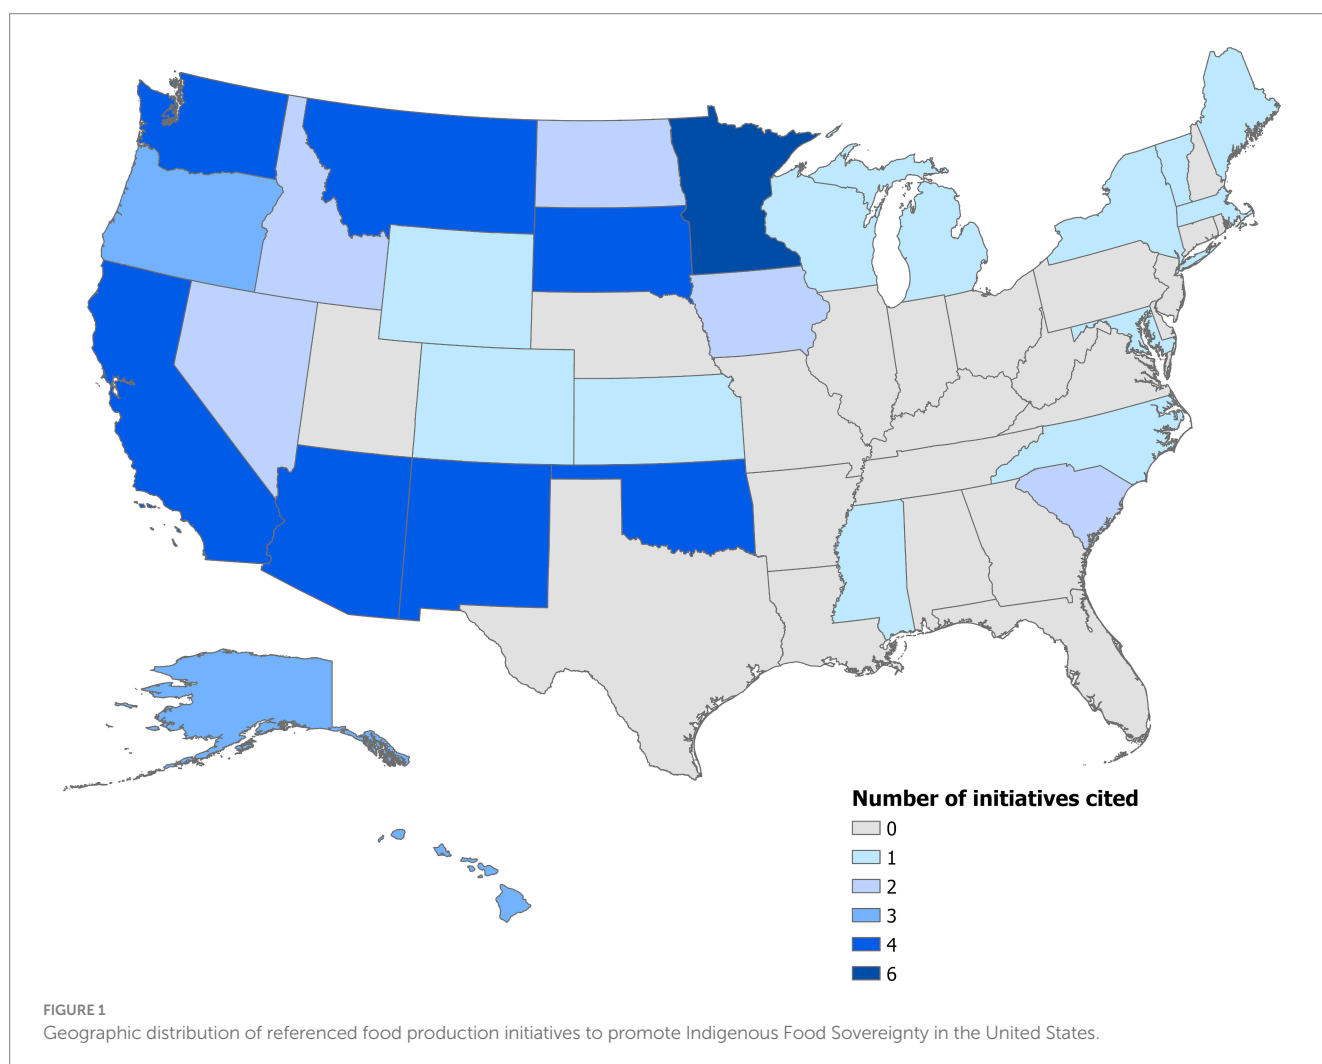 Number of initiatives cited
0
1
2
3
4
6
FIGURE 1
Geographic distribution of referenced food production initiatives to promote Indigenous Food Sovereignty in the United States.